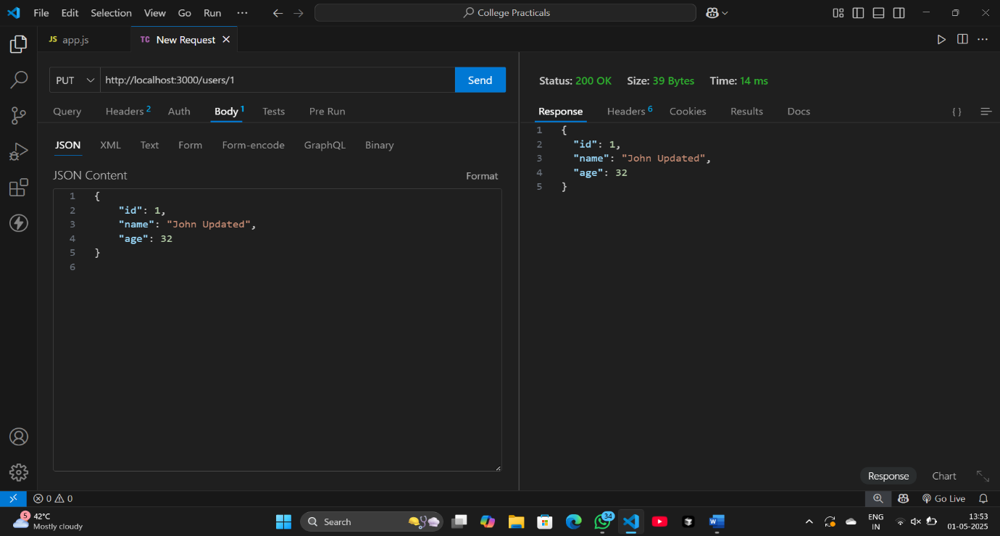 File Edit Selection View Go Run ··· College Practicals
JS app.js TC New Request
PUT http://localhost:3000/users/1 Send
Status: 200 OK Size: 39 Bytes Time: 14 ms
Query Headers 2 Auth Body 1 Tests Pre Run
Response Headers 6 Cookies Results Docs { }
JSON XML Text Form Form-encode GraphQL Binary
JSON Content Format
1 {
2 "id": 1,
3 "name": "John Updated",
4 "age": 32
5 }
6
1 {
2 "id": 1,
3 "name": "John Updated",
4 "age": 32
5 }
Response Chart
0 0 Go Live
5 42°C
Mostly cloudy
Search
34
ENG
IN
13:53
01-05-2025